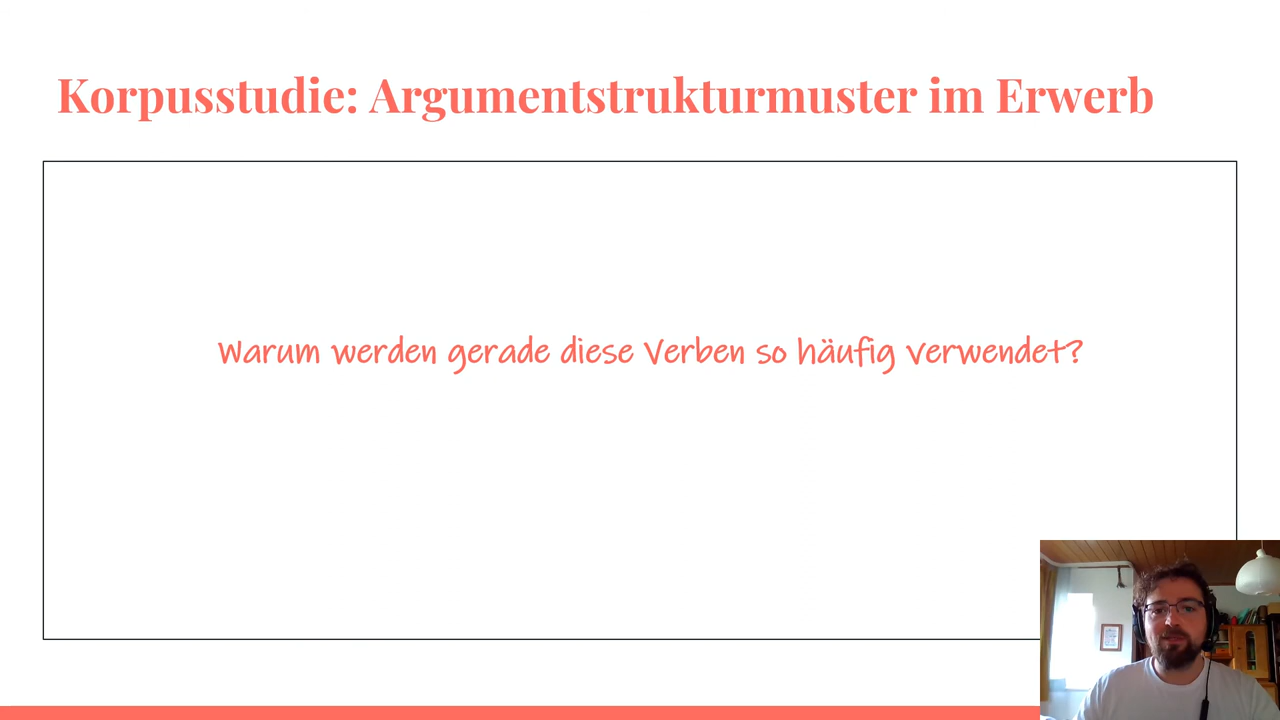 Korpusstudie: Argumentstrukturmuster im Erwerb
Warum werden gerade diese Verben so häufig verwendet?